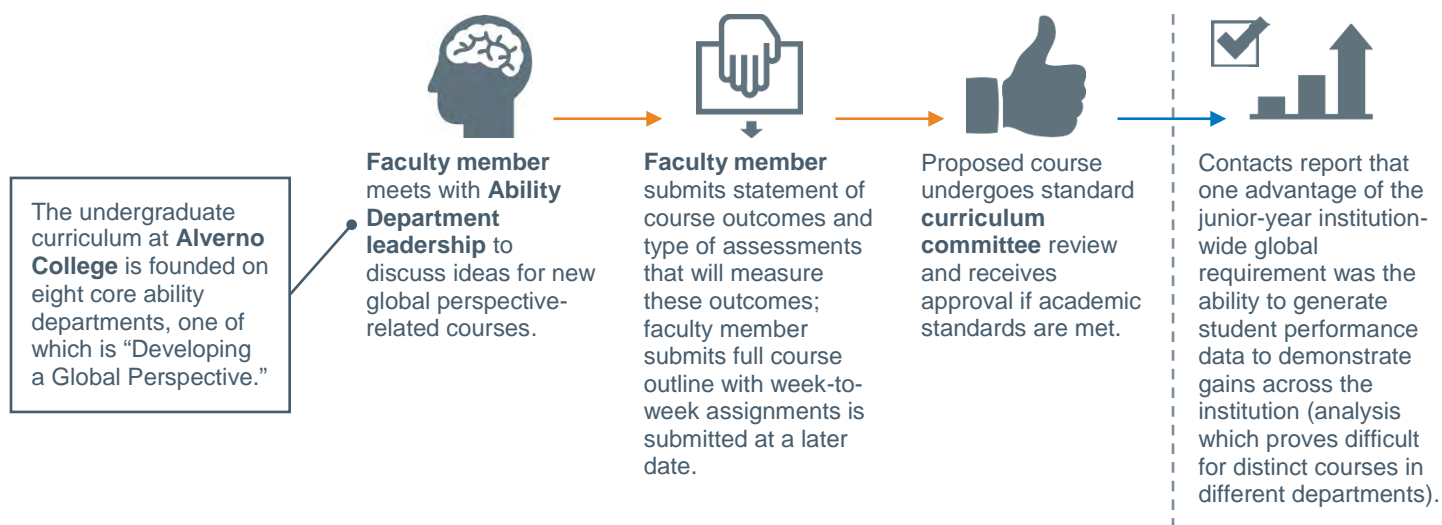 The undergraduate
curriculum at Alverno
College is founded on
eight core ability
departments, one of
which is “Developing
a Global Perspective.”
Faculty member
meets with Ability
Department
leadership to
discuss ideas for new
global perspective-
related courses.
Faculty member
submits statement of
course outcomes and
type of assessments
that will measure
these outcomes;
faculty member
submits full course
outline with week-to-
week assignments is
submitted at a later
date.
Proposed course
undergoes standard
curriculum
committee review
and receives
approval if academic
standards are met.
Contacts report that
one advantage of the
junior-year institution-
wide global
requirement was the
ability to generate
student performance
data to demonstrate
gains across the
institution (analysis
which proves difficult
for distinct courses in
different departments).